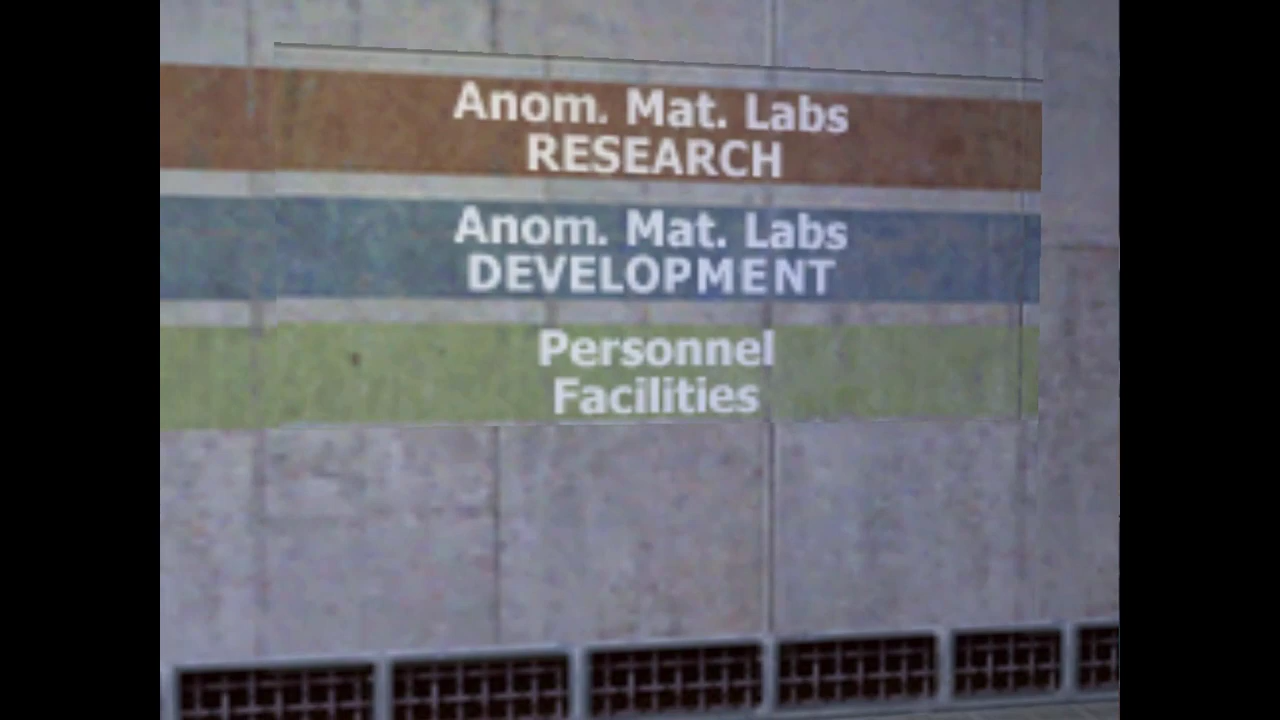 Anom. Mat. Labs
RESEARCH
Anom. Mat. Labs
DEVELOPMENT
Personnel
Facilities